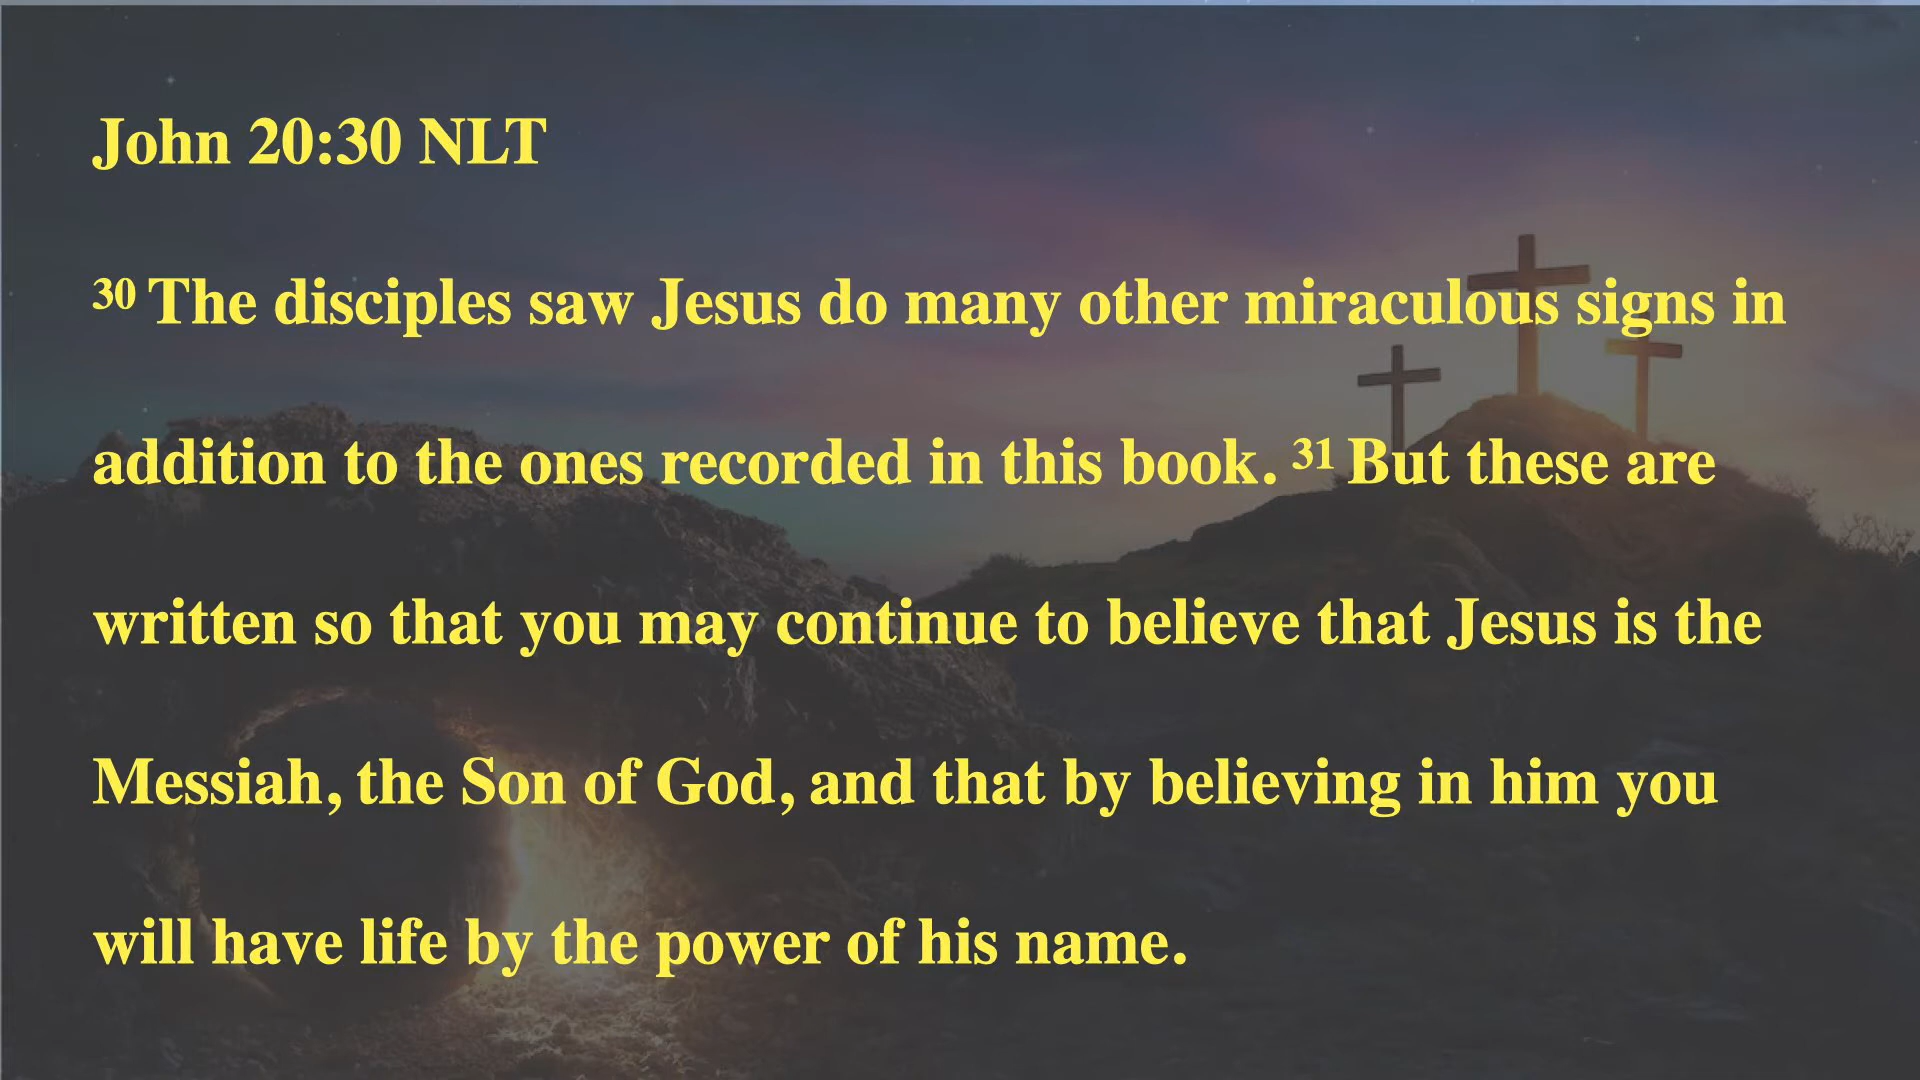 John 20:30 NLT
30 The disciples saw Jesus do many other miraculous signs in
addition to the ones recorded in this book. 31 But these are
written so that you may continue to believe that Jesus is the
Messiah, the Son of God, and that by believing in him you
will have life by the power of his name.